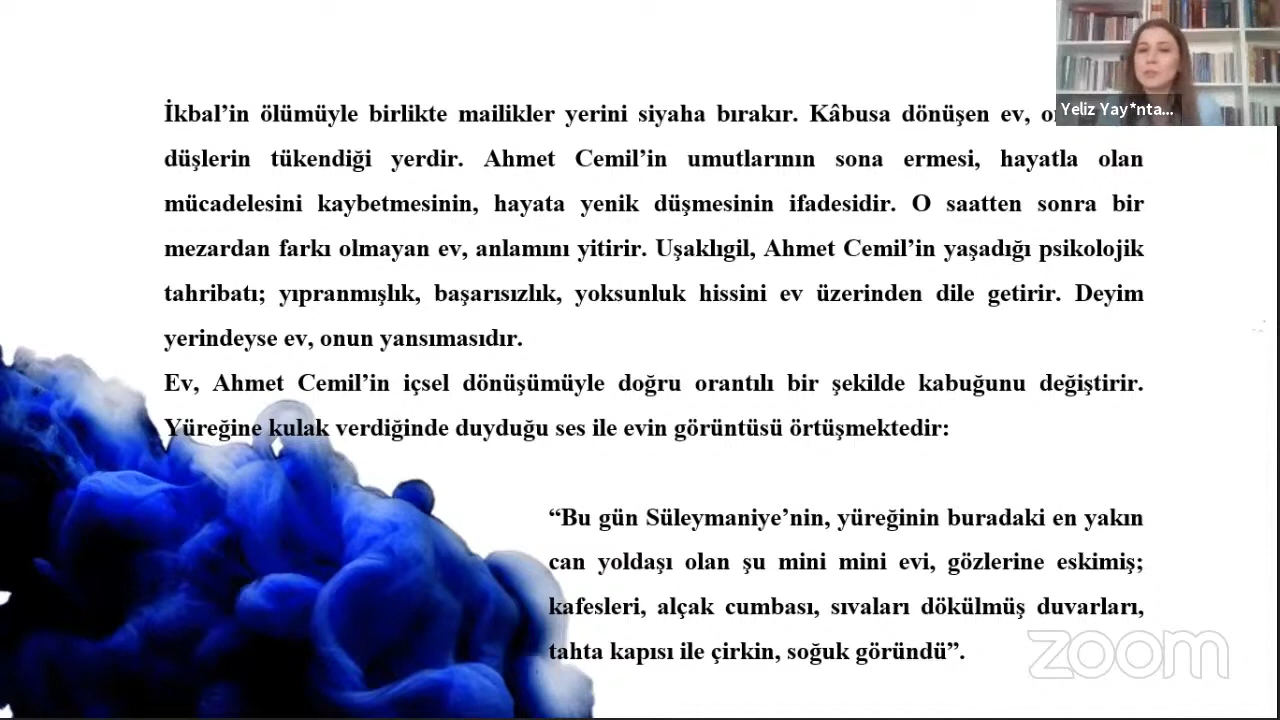 İkbal’in ölümüyle birlikte mailikler yerini siyaha bırakır. Kâbusa dönüşen ev,
düşlerin tükendiği yerdir. Ahmet Cemil’in umutlarının sona ermesi, hayatla olan
mücadelesini kaybetmesinin, hayata yenik düşmesinin ifadesidir. O saatten sonra bir
mezardan farkı olmayan ev, anlamını yitirir. Uşaklıgil, Ahmet Cemil’in yaşadığı psikolojik
tahribatı; yıpranmışlık, başarısızlık, yoksunluk hissini ev üzerinden dile getirir. Deyim
yerindeyse ev, onun yansımasıdır.
Ev, Ahmet Cemil’in içsel dönüşümüyle doğru orantılı bir şekilde kabuğunu değiştirir.
Yüreğine kulak verdiğinde duyduğu ses ile evin görüntüsü örtüşmektedir:
“Bu gün Süleymaniye’nin, yüreğinin buradaki en yakın
can yoldaşı olan şu mini mini evi, gözlerine eskimiş;
kafesleri, alçak cumbası, sıvaları dökülmüş duvarları,
tahta kapısı ile çirkin, soğuk göründü”.
Yeliz Yay*nta...
zoom